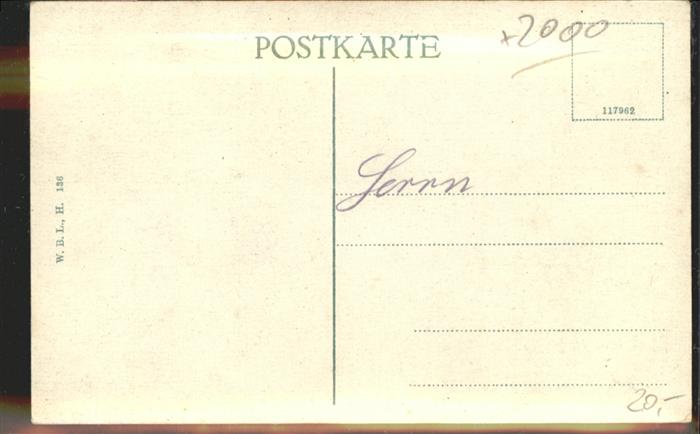 POSTKARTE
×2000
117962
Herrn
W. B. L., H. 136
20,-